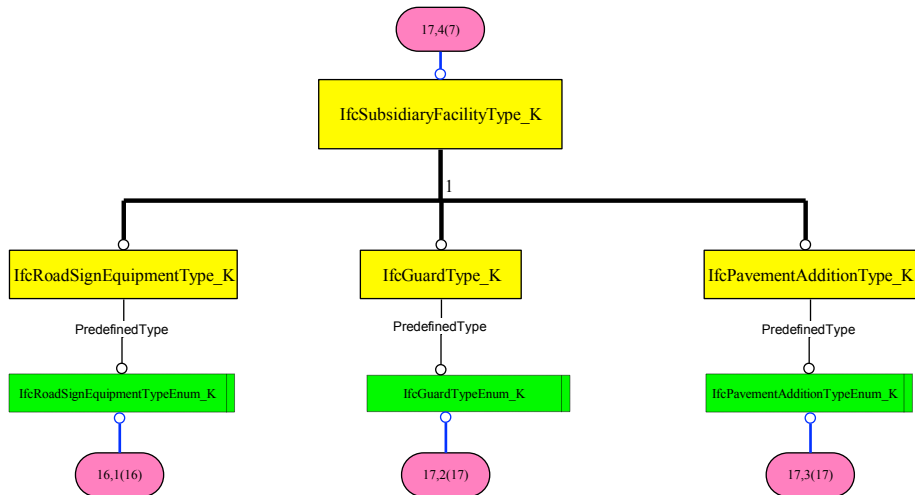 17,4(7)
IfcSubsidiaryFacilityType_K
1
IfcRoadSignEquipmentType_K
IfcGuardType_K
IfcPavementAdditionType_K
PredefinedType
PredefinedType
PredefinedType
IfcRoadSignEquipmentTypeEnum_K
IfcGuardTypeEnum_K
IfcPavementAdditionTypeEnum_K
16,1(16)
17,2(17)
17,3(17)